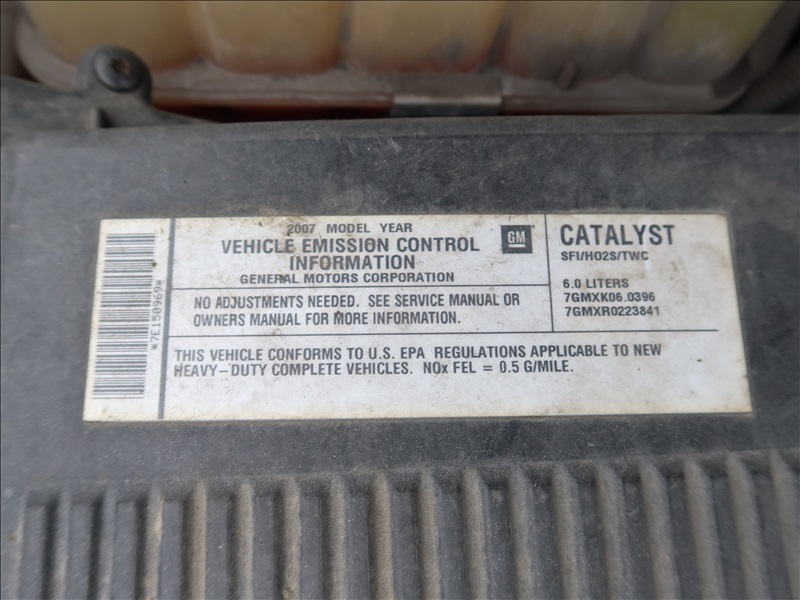 2007 MODEL YEAR
VEHICLE EMISSION CONTROL
INFORMATION
GENERAL MOTORS CORPORATION
GM
NO ADJUSTMENTS NEEDED. SEE SERVICE MANUAL OR
OWNERS MANUAL FOR MORE INFORMATION.
CATALYST
SFI/HO2S/TWC
6.0 LITERS
7GMXK06.0396
7GMXR0223841
THIS VEHICLE CONFORMS TO U.S. EPA REGULATIONS APPLICABLE TO NEW
HEAVY-DUTY COMPLETE VEHICLES. NOx FEL = 0.5 G/MILE.
*7E150969*